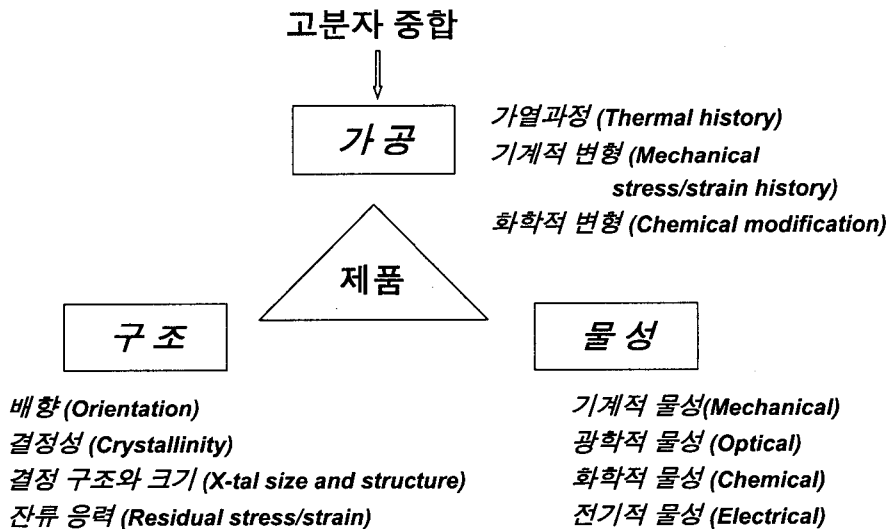 고분자 중합
가 공
가열과정 (Thermal history)
기계적 변형 (Mechanical
stress/strain history)
화학적 변형 (Chemical modification)
제품
구 조
배향 (Orientation)
결정성 (Crystallinity)
결정 구조와 크기 (X-tal size and structure)
잔류 응력 (Residual stress/strain)
물 성
기계적 물성(Mechanical)
광학적 물성 (Optical)
화학적 물성 (Chemical)
전기적 물성 (Electrical)